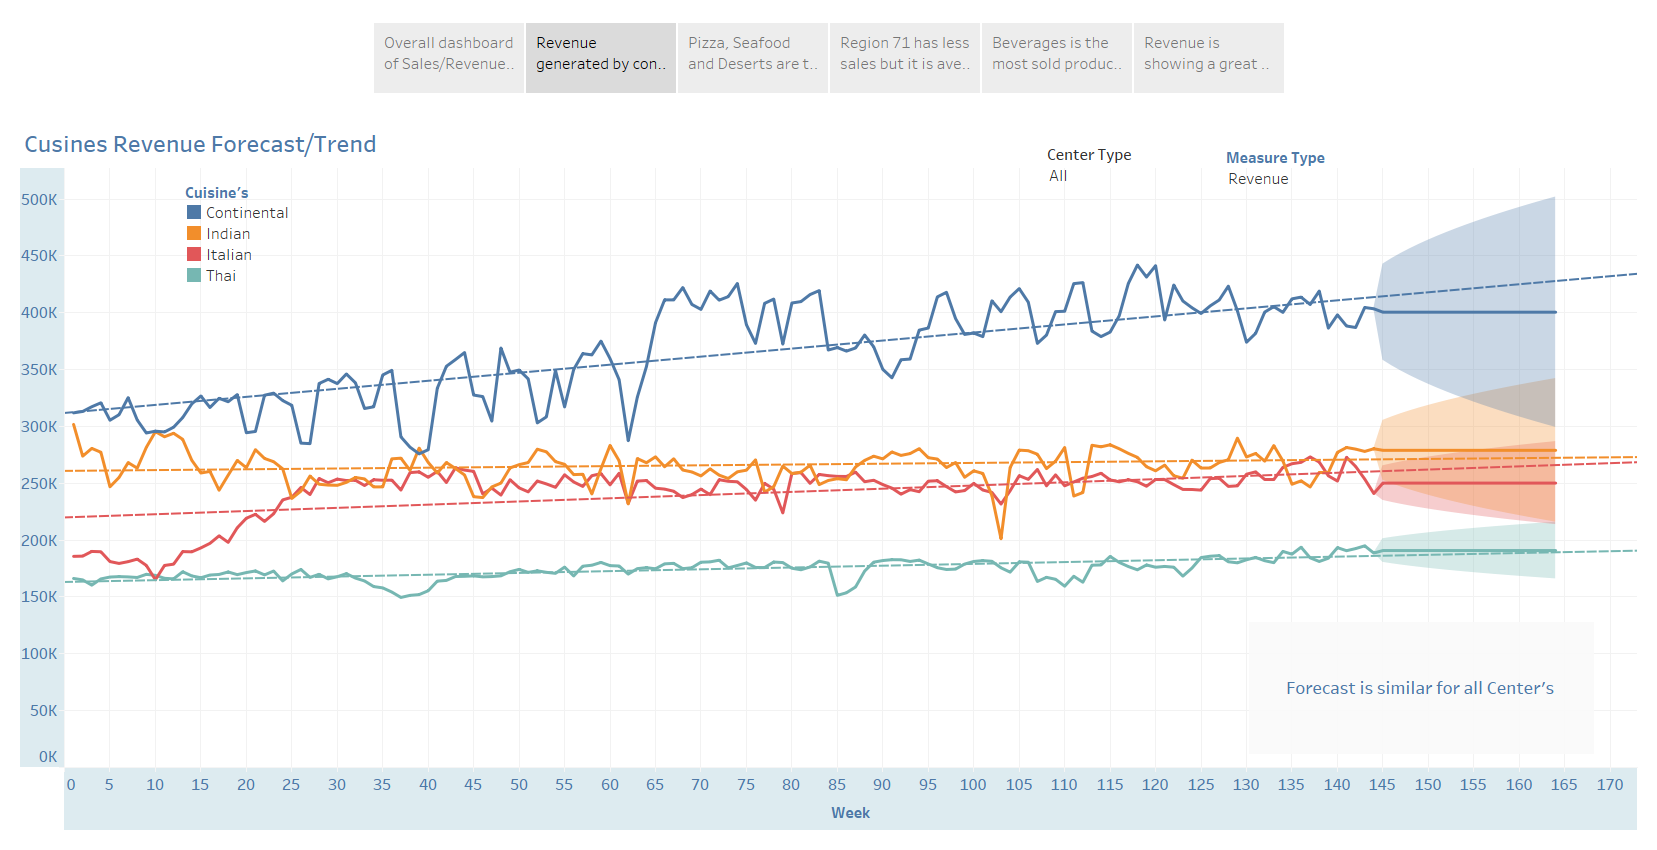 Overall dashboard
of Sales/Revenue..
Revenue
generated by con..
Pizza, Seafood
and Deserts are t..
Region 71 has less
sales but it is ave..
Beverages is the
most sold produc..
Revenue is
showing a great ..
Cusines Revenue Forecast/Trend
Center Type
All
Measure Type
Revenue
Cuisine's
Continental
Indian
Italian
Thai
500K
450K
400K
350K
300K
250K
200K
150K
100K
50K
0K
Forecast is similar for all Center's
0 5 10 15 20 25 30 35 40 45 50 55 60 65 70 75 80 85 90 95 100 105 110 115 120 125 130 135 140 145 150 155 160 165 170
Week